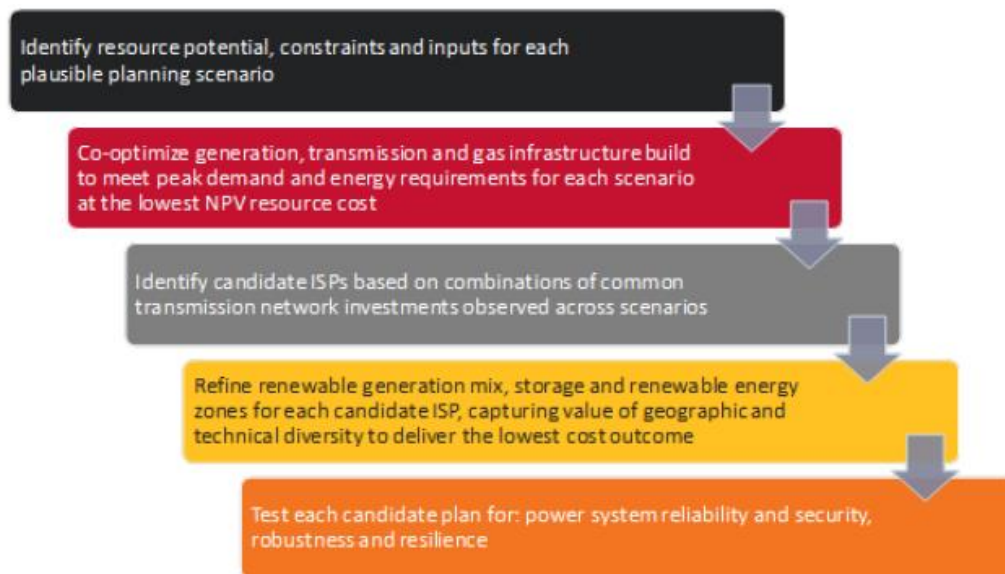 Identify resource potential, constraints and inputs for each
plausible planning scenario
Co-optimize generation, transmission and gas infrastructure build
to meet peak demand and energy requirements for each scenario
at the lowest NPV resource cost
Identify candidate ISPs based on combinations of common
transmission network investments observed across scenarios
Refine renewable generation mix, storage and renewable energy
zones for each candidate ISP, capturing value of geographic and
technical diversity to deliver the lowest cost outcome
Test each candidate plan for: power system reliability and security,
robustness and resilience